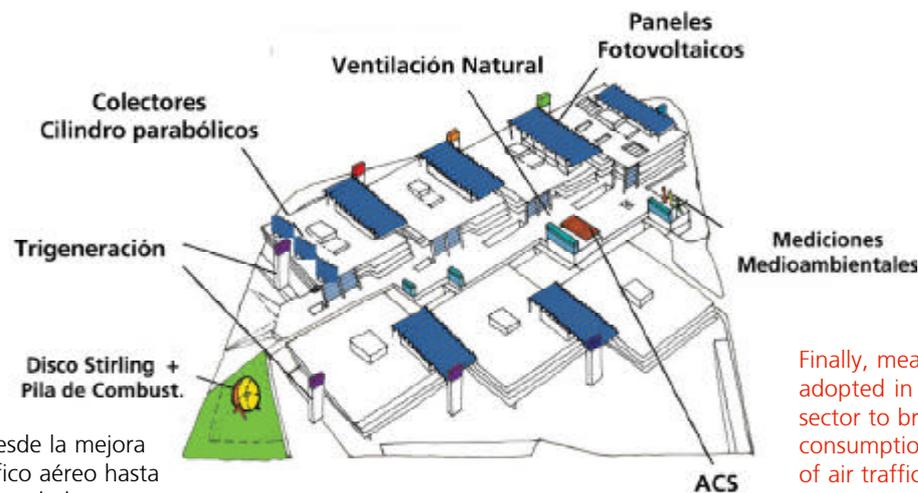 Paneles
Fotovoltaicos
Ventilación Natural
Colectores
Cilindro parabólicos
Trigeneración
Mediciones
Medioambientales
Disco Stirling +
Pila de Combust.
ACS
esde la mejora
fico aéreo hasta
Finally, mea
adopted in
sector to br
consumptio
of air traffic